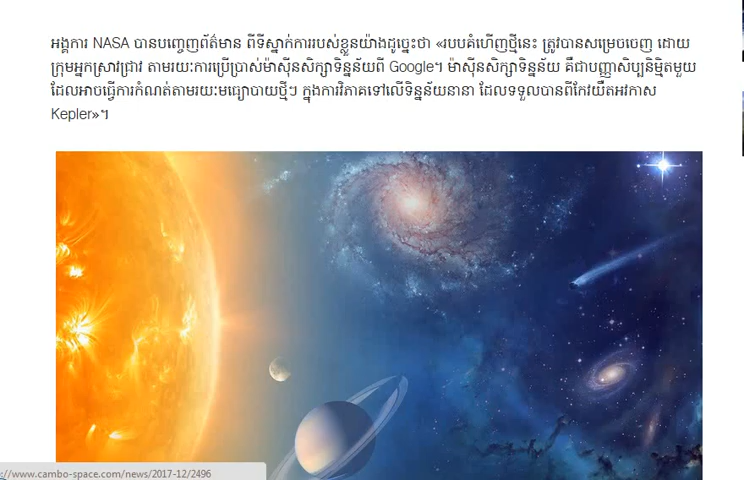 អង្គការ NASA បានបញ្ចេញព័ត៌មាន ពីទីស្នាក់ការរបស់ខ្លួនយ៉ាងដូច្នេះថា «របបគំហើញថ្មីនេះ ត្រូវបានសម្រេចចេញ ដោយ
ក្រុមអ្នកស្រាវជ្រាវ តាមរយៈការប្រើប្រាស់ម៉ាស៊ីនសិក្សាទិន្នន័យពី Google។ ម៉ាស៊ីនសិក្សាទិន្នន័យ គឺជាបញ្ញាសិប្បនិម្មិតមួយ
ដែលអាចធ្វើការកំណត់តាមរយៈមធ្យោបាយថ្មីៗ ក្នុងការវិភាគទៅលើទិន្នន័យនានា ដែលទទួលបានពីកែវយឺតអវកាស
Kepler»។
://www.cambo-space.com/news/2017-12/2496